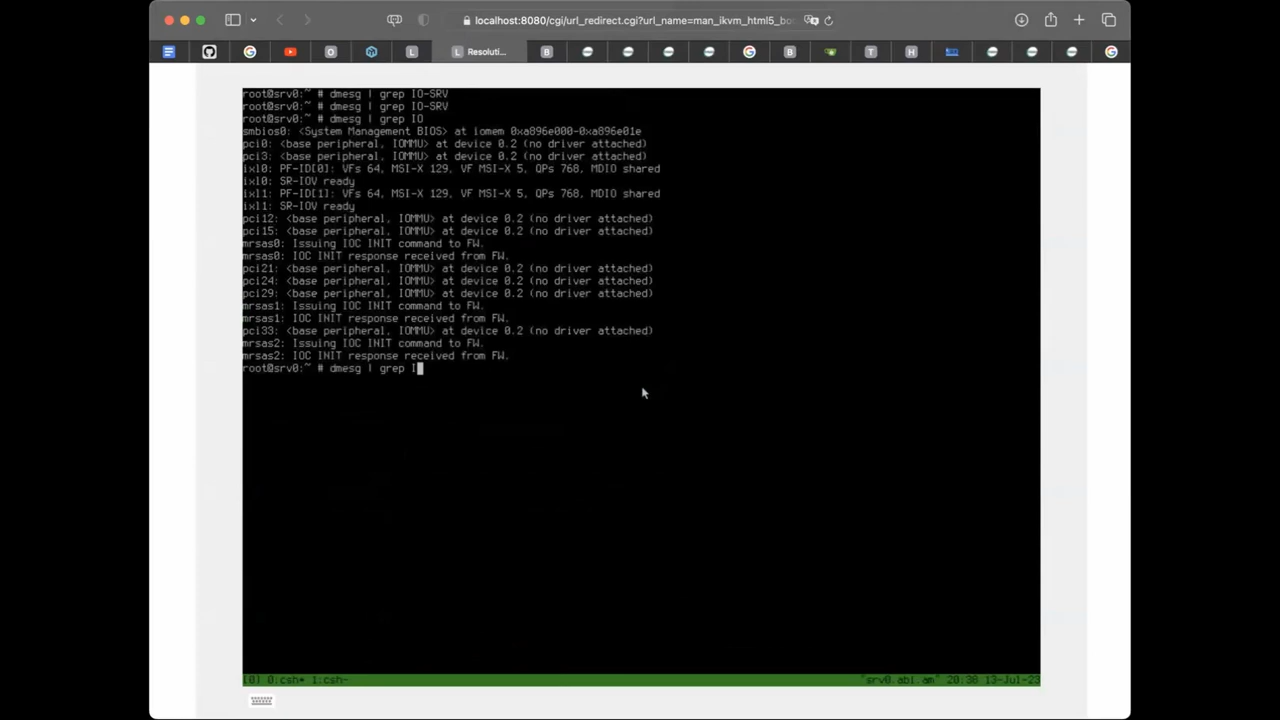 localhost:8080/cgi/url_redirect.cgi?url_name=man_ikvm_html5_bo
L Resoluti...
root@srv0:~ # dmesg | grep IO-SRV
root@srv0:~ # dmesg | grep IO-SRV
root@srv0:~ # dmesg | grep IO
smbios0: <System Management BIOS> at iomem 0xa896e000-0xa896e01e
pci0: <base peripheral, IOMMU> at device 0.2 (no driver attached)
pci3: <base peripheral, IOMMU> at device 0.2 (no driver attached)
ixl0: PF-ID[0]: VFs 64, MSI-X 129, VF MSI-X 5, QPs 768, MDIO shared
ixl0: SR-IOV ready
ixl1: PF-ID[1]: VFs 64, MSI-X 129, VF MSI-X 5, QPs 768, MDIO shared
ixl1: SR-IOV ready
pci12: <base peripheral, IOMMU> at device 0.2 (no driver attached)
pci15: <base peripheral, IOMMU> at device 0.2 (no driver attached)
mrsas0: Issuing IOC INIT command to FW.
mrsas0: IOC INIT response received from FW.
pci21: <base peripheral, IOMMU> at device 0.2 (no driver attached)
pci24: <base peripheral, IOMMU> at device 0.2 (no driver attached)
pci29: <base peripheral, IOMMU> at device 0.2 (no driver attached)
mrsas1: Issuing IOC INIT command to FW.
mrsas1: IOC INIT response received from FW.
pci33: <base peripheral, IOMMU> at device 0.2 (no driver attached)
mrsas2: Issuing IOC INIT command to FW.
mrsas2: IOC INIT response received from FW.
root@srv0:~ # dmesg | grep I
[0] 0:csh* 1:csh- "srv0.abi.am" 20:38 13-Jul-23